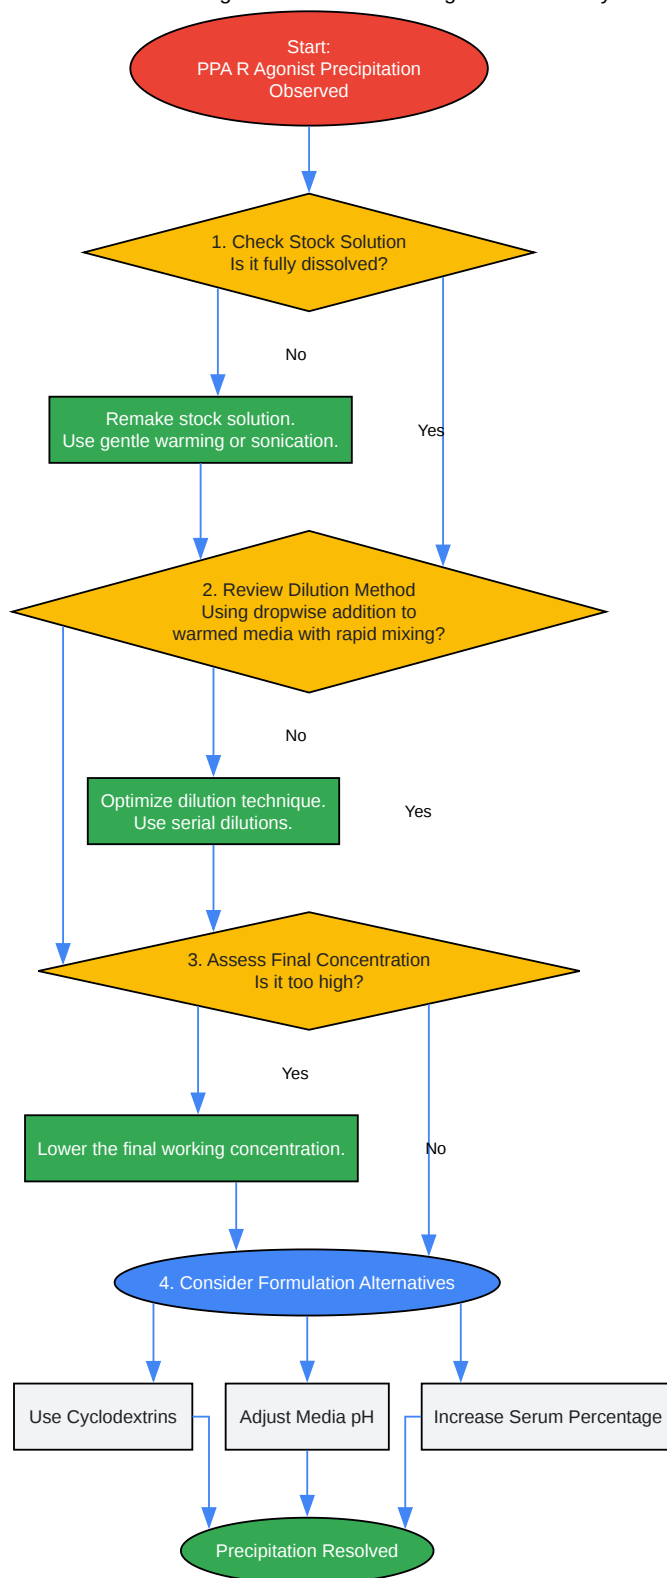 Start:
PPA R Agonist Precipitation
Observed
1. Check Stock Solution
Is it fully dissolved?
No
Remake stock solution.
Use gentle warming or sonication.
Yes
2. Review Dilution Method
Using dropwise addition to
warmed media with rapid mixing?
No
Optimize dilution technique.
Use serial dilutions.
Yes
3. Assess Final Concentration
Is it too high?
Yes
Lower the final working concentration.
No
4. Consider Formulation Alternatives
Use Cyclodextrins
Adjust Media pH
Increase Serum Percentage
Precipitation Resolved